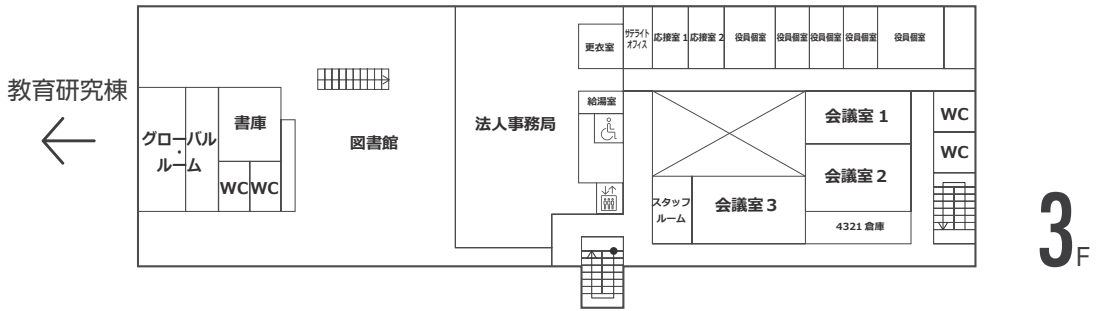 更衣室
サテライト
オフィス
応接室 1
応接室 2
役員個室
役員個室
役員個室
役員個室
役員個室
教育研究棟
グローバル
・
ルーム
書庫
WC
WC
図書館
法人事務局
給湯室
会議室 1
会議室 2
会議室 3
スタッフ
ルーム
4321 倉庫
WC
WC
3F